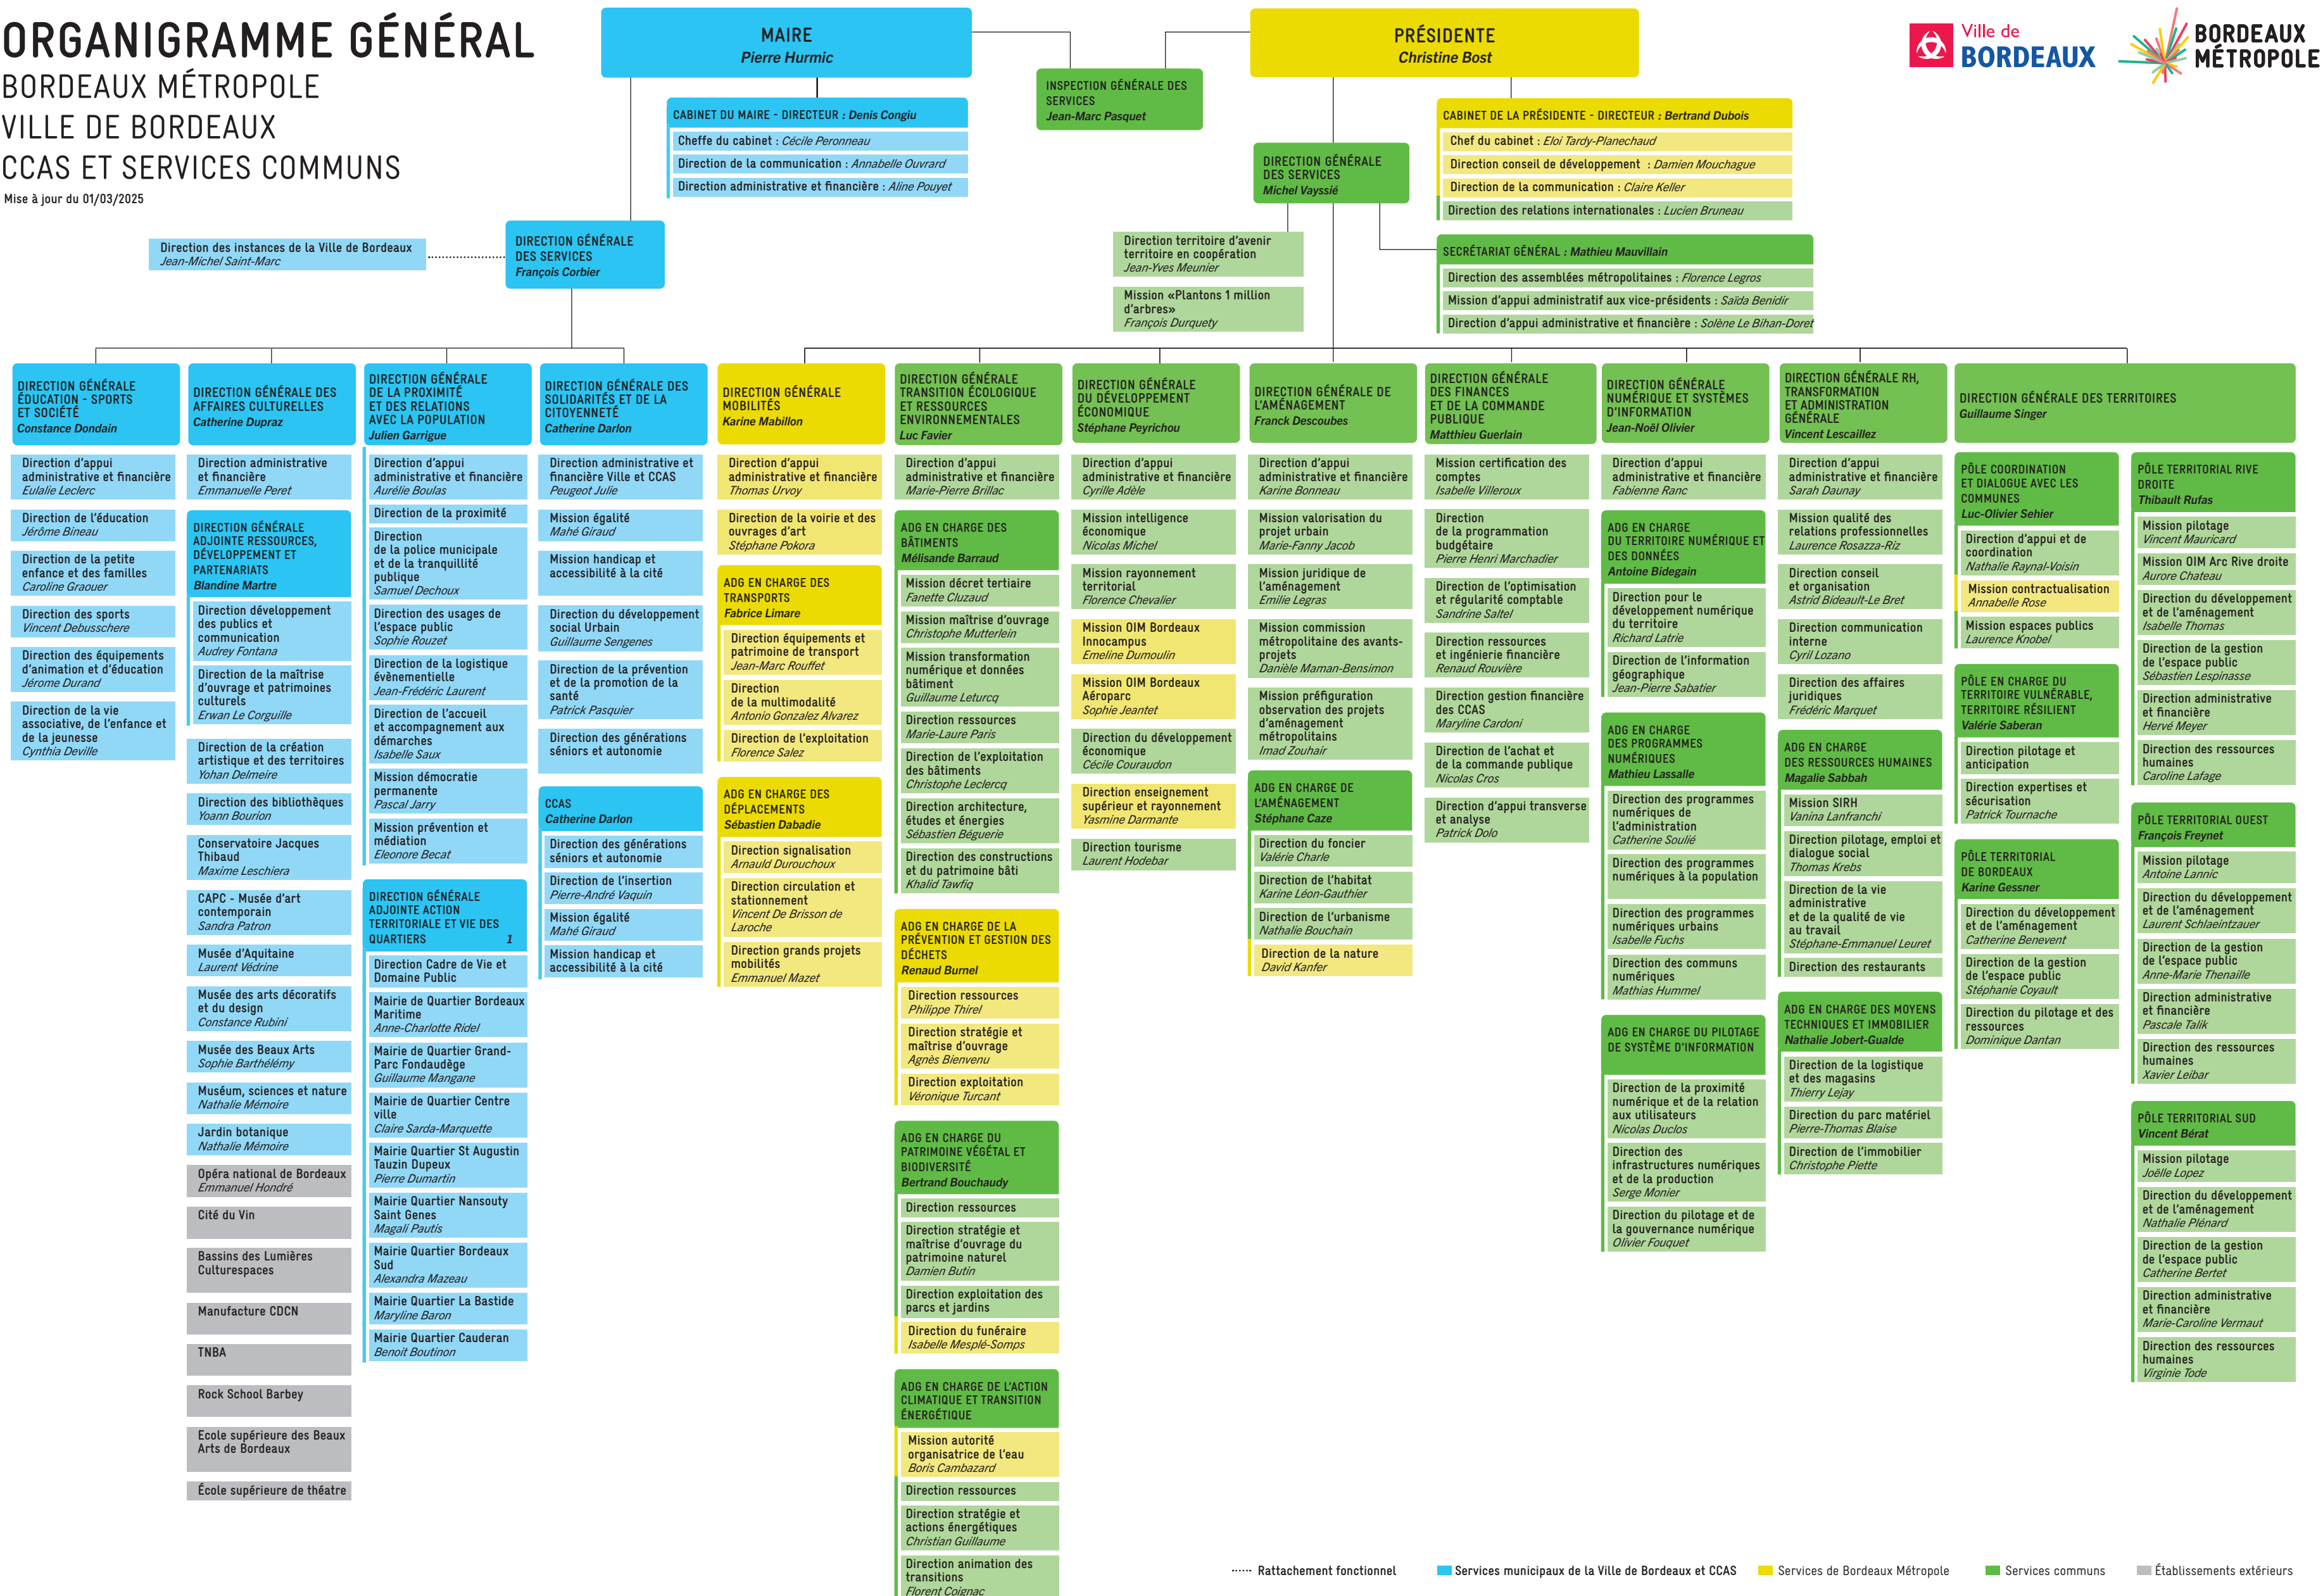 ORGANIGRAMME GÉNÉRAL
BORDEAUX MÉTROPOLE
VILLE DE BORDEAUX
CCAS ET SERVICES COMMUNS
Mise à jour du 01/03/2025
MAIRE
Pierre Hurmic
PRÉSIDENTE
Christine Bost
Ville de
BORDEAUX
BORDEAUX
MÉTROPOLE
INSPECTION GÉNÉRALE DES
SERVICES
Jean-Marc Pasquet
CABINET DU MAIRE - DIRECTEUR : Denis Congiu
Cheffe du cabinet : Cécile Peronneau
Direction de la communication : Annabelle Ouvrard
Direction administrative et financière : Aline Pouyet
CABINET DE LA PRÉSIDENTE - DIRECTEUR : Bertrand Dubois
Chef du cabinet : Eloi Tardy-Planechaud
Direction conseil de développement : Damien Mouchague
Direction de la communication : Claire Keller
Direction des relations internationales : Lucien Bruneau
DIRECTION GÉNÉRALE
DES SERVICES
Michel Vayssié
Direction des instances de la Ville de Bordeaux
Jean-Michel Saint-Marc
DIRECTION GÉNÉRALE
DES SERVICES
François Corbier
Direction territoire d'avenir
territoire en coopération
Jean-Yves Meunier
Mission «Plantons 1 million
d'arbres»
François Durquety
SECRÉTARIAT GÉNÉRAL : Mathieu Mauvillain
Direction des assemblées métropolitaines : Florence Legros
Mission d'appui administratif aux vice-présidents : Saïda Benidir
Direction d'appui administrative et financière : Solène Le Bihan-Doret
DIRECTION GÉNÉRALE
ÉDUCATION - SPORTS
ET SOCIÉTÉ
Constance Dondain
Direction d'appui
administrative et financière
Eulalie Leclerc
Direction de l'éducation
Jérôme Bineau
Direction de la petite
enfance et des familles
Caroline Graouer
Direction des sports
Vincent Debusschere
Direction des équipements
d'animation et d'éducation
Jérome Durand
Direction de la vie
associative, de l'enfance et
de la jeunesse
Cynthia Deville
DIRECTION GÉNÉRALE DES
AFFAIRES CULTURELLES
Catherine Dupraz
Direction administrative
et financière
Emmanuelle Peret
DIRECTION GÉNÉRALE
ADJOINTE RESSOURCES,
DÉVELOPPEMENT ET
PARTENARIATS
Blandine Martre
Direction développement
des publics et
communication
Audrey Fontana
Direction de la maîtrise
d'ouvrage et patrimoines
culturels
Erwan Le Corguille
Direction de la création
artistique et des territoires
Yohan Delmeire
Direction des bibliothèques
Yoann Bourion
Conservatoire Jacques
Thibaud
Maxime Leschiera
CAPC - Musée d'art
contemporain
Sandra Patron
Musée d'Aquitaine
Laurent Védrine
Musée des arts décoratifs
et du design
Constance Rubini
Musée des Beaux Arts
Sophie Barthélémy
Muséum, sciences et nature
Nathalie Mémoire
Jardin botanique
Nathalie Mémoire
Opéra national de Bordeaux
Emmanuel Hondré
Cité du Vin
Bassins des Lumières
Culturespaces
Manufacture CDCN
TNBA
Rock School Barbey
Ecole supérieure des Beaux
Arts de Bordeaux
École supérieure de théatre
DIRECTION GÉNÉRALE
DE LA PROXIMITÉ
ET DES RELATIONS
AVEC LA POPULATION
Julien Garrigue
Direction d'appui
administrative et financière
Aurélie Boulas
Direction de la proximité
Direction
de la police municipale
et de la tranquillité
publique
Samuel Dechoux
Direction des usages de
l'espace public
Sophie Rouzet
Direction de la logistique
évènementielle
Jean-Frédéric Laurent
Direction de l'accueil
et accompagnement aux
démarches
Isabelle Saux
Mission démocratie
permanente
Pascal Jarry
Mission prévention et
médiation
Eleonore Becat
DIRECTION GÉNÉRALE
ADJOINTE ACTION
TERRITORIALE ET VIE DES
QUARTIERS 1
Direction Cadre de Vie et
Domaine Public
Mairie de Quartier Bordeaux
Maritime
Anne-Charlotte Ridel
Mairie de Quartier Grand-
Parc Fondaudège
Guillaume Mangane
Mairie de Quartier Centre
ville
Claire Sarda-Marquette
Mairie Quartier St Augustin
Tauzin Dupeux
Pierre Dumartin
Mairie Quartier Nansouty
Saint Genes
Magali Pautis
Mairie Quartier Bordeaux
Sud
Alexandra Mazeau
Mairie Quartier La Bastide
Maryline Baron
Mairie Quartier Cauderan
Benoit Boutinon
DIRECTION GÉNÉRALE DES
SOLIDARITÉS ET DE LA
CITOYENNETÉ
Catherine Darlon
Direction administrative et
financière Ville et CCAS
Peugeot Julie
Mission égalité
Mahé Giraud
Mission handicap et
accessibilité à la cité
Direction du développement
social Urbain
Guillaume Sengenes
Direction de la prévention
et de la promotion de la
santé
Patrick Pasquier
Direction des générations
séniors et autonomie
CCAS
Catherine Darlon
Direction des générations
séniors et autonomie
Direction de l'insertion
Pierre-André Vaquin
Mission égalité
Mahé Giraud
Mission handicap et
accessibilité à la cité
DIRECTION GÉNÉRALE
MOBILITÉS
Karine Mabillon
Direction d'appui
administrative et financière
Thomas Urvoy
Direction de la voirie et des
ouvrages d'art
Stéphane Pokora
ADG EN CHARGE DES
TRANSPORTS
Fabrice Limare
Direction équipements et
patrimoine de transport
Jean-Marc Rouffet
Direction
de la multimodalité
Antonio Gonzalez Alvarez
Direction de l'exploitation
Florence Salez
ADG EN CHARGE DES
DÉPLACEMENTS
Sébastien Dabadie
Direction signalisation
Arnauld Durouchoux
Direction circulation et
stationnement
Vincent De Brisson de
Laroche
Direction grands projets
mobilités
Emmanuel Mazet
DIRECTION GÉNÉRALE
TRANSITION ÉCOLOGIQUE
ET RESSOURCES
ENVIRONNEMENTALES
Luc Favier
Direction d'appui
administrative et financière
Marie-Pierre Brillac
ADG EN CHARGE DES
BÂTIMENTS
Mélisande Barraud
Mission décret tertiaire
Fanette Cluzaud
Mission maîtrise d'ouvrage
Christophe Mutterlein
Mission transformation
numérique et données
bâtiment
Guillaume Leturcq
Direction ressources
Marie-Laure Paris
Direction de l'exploitation
des bâtiments
Christophe Leclercq
Direction architecture,
études et énergies
Sébastien Béguerie
Direction des constructions
et du patrimoine bâti
Khalid Tawfiq
ADG EN CHARGE DE LA
PRÉVENTION ET GESTION DES
DÉCHETS
Renaud Burnel
Direction ressources
Philippe Thirel
Direction stratégie et
maîtrise d'ouvrage
Agnès Bienvenu
Direction exploitation
Véronique Turcant
ADG EN CHARGE DU
PATRIMOINE VÉGÉTAL ET
BIODIVERSITÉ
Bertrand Bouchaudy
Direction ressources
Direction stratégie et
maîtrise d'ouvrage du
patrimoine naturel
Damien Butin
Direction exploitation des
parcs et jardins
Direction du funéraire
Isabelle Mesplé-Somps
ADG EN CHARGE DE L'ACTION
CLIMATIQUE ET TRANSITION
ÉNERGÉTIQUE
Mission autorité
organisatrice de l'eau
Boris Cambazard
Direction ressources
Direction stratégie et
actions énergétiques
Christian Guillaume
Direction animation des
transitions
Florent Coignac
DIRECTION GÉNÉRALE
DU DÉVELOPPEMENT
ÉCONOMIQUE
Stéphane Peyrichou
Direction d'appui
administrative et financière
Cyrille Adèle
Mission intelligence
économique
Nicolas Michel
Mission rayonnement
territorial
Florence Chevalier
Mission OIM Bordeaux
Innocampus
Emeline Dumoulin
Mission OIM Bordeaux
Aéroparc
Sophie Jeantet
Direction du développement
économique
Cécile Couraudon
Direction enseignement
supérieur et rayonnement
Yasmine Darmante
Direction tourisme
Laurent Hodebar
DIRECTION GÉNÉRALE DE
L'AMÉNAGEMENT
Franck Descoubes
Direction d'appui
administrative et financière
Karine Bonneau
Mission valorisation du
projet urbain
Marie-Fanny Jacob
Mission juridique de
l'aménagement
Emilie Legras
Mission commission
métropolitaine des avants-
projets
Danièle Maman-Bensimon
Mission préfiguration
observation des projets
d'aménagement
métropolitains
Imad Zouhair
ADG EN CHARGE DE
L'AMÉNAGEMENT
Stéphane Caze
Direction du foncier
Valérie Charle
Direction de l'habitat
Karine Léon-Gauthier
Direction de l'urbanisme
Nathalie Bouchain
Direction de la nature
David Kanfer
DIRECTION GÉNÉRALE
DES FINANCES
ET DE LA COMMANDE
PUBLIQUE
Matthieu Guerlain
Mission certification des
comptes
Isabelle Villeroux
Direction
de la programmation
budgétaire
Pierre Henri Marchadier
Direction de l'optimisation
et régularité comptable
Sandrine Saltel
Direction ressources
et ingénierie financière
Renaud Rouvière
Direction gestion financière
des CCAS
Maryline Cardoni
Direction de l'achat et
de la commande publique
Nicolas Cros
Direction d'appui transverse
et analyse
Patrick Dolo
DIRECTION GÉNÉRALE
NUMÉRIQUE ET SYSTÈMES
D'INFORMATION
Jean-Noël Olivier
Direction d'appui
administrative et financière
Fabienne Ranc
ADG EN CHARGE
DU TERRITOIRE NUMÉRIQUE ET
DES DONNÉES
Antoine Bidegain
Direction pour le
développement numérique
du territoire
Richard Latrie
Direction de l'information
géographique
Jean-Pierre Sabatier
ADG EN CHARGE
DES PROGRAMMES
NUMÉRIQUES
Mathieu Lassalle
Direction des programmes
numériques de
l'administration
Catherine Soulié
Direction des programmes
numériques à la population
Direction des programmes
numériques urbains
Isabelle Fuchs
Direction des communs
numériques
Mathias Hummel
ADG EN CHARGE DU PILOTAGE
DE SYSTÈME D'INFORMATION
Direction de la proximité
numérique et de la relation
aux utilisateurs
Nicolas Duclos
Direction des
infrastructures numériques
et de la production
Serge Monier
Direction du pilotage et de
la gouvernance numérique
Olivier Fouquet
DIRECTION GÉNÉRALE RH,
TRANSFORMATION
ET ADMINISTRATION
GÉNÉRALE
Vincent Lescaillez
Direction d'appui
administrative et financière
Sarah Daunay
Mission qualité des
relations professionnelles
Laurence Rosazza-Riz
Direction conseil
et organisation
Astrid Bideault-Le Bret
Direction communication
interne
Cyril Lozano
Direction des affaires
juridiques
Frédéric Marquet
ADG EN CHARGE
DES RESSOURCES HUMAINES
Magalie Sabbah
Mission SIRH
Vanina Lanfranchi
Direction pilotage, emploi et
dialogue social
Thomas Krebs
Direction de la vie
administrative
et de la qualité de vie
au travail
Stéphane-Emmanuel Leuret
Direction des restaurants
ADG EN CHARGE DES MOYENS
TECHNIQUES ET IMMOBILIER
Nathalie Jobert-Gualde
Direction de la logistique
et des magasins
Thierry Lejay
Direction du parc matériel
Pierre-Thomas Blaise
Direction de l'immobilier
Christophe Piette
DIRECTION GÉNÉRALE DES TERRITOIRES
Guillaume Singer
PÔLE COORDINATION
ET DIALOGUE AVEC LES
COMMUNES
Luc-Olivier Sehier
Direction d'appui et de
coordination
Nathalie Raynal-Voisin
Mission contractualisation
Annabelle Rose
Mission espaces publics
Laurence Knobel
PÔLE EN CHARGE DU
TERRITOIRE VULNÉRABLE,
TERRITOIRE RÉSILIENT
Valérie Saberan
Direction pilotage et
anticipation
Direction expertises et
sécurisation
Patrick Tournache
PÔLE TERRITORIAL
DE BORDEAUX
Karine Gessner
Direction du développement
et de l'aménagement
Catherine Benevent
Direction de la gestion
de l'espace public
Stéphanie Coyault
Direction du pilotage et des
ressources
Dominique Dantan
PÔLE TERRITORIAL RIVE
DROITE
Thibault Rufas
Mission pilotage
Vincent Mauricard
Mission OIM Arc Rive droite
Aurore Chateau
Direction du développement
et de l'aménagement
Isabelle Thomas
Direction de la gestion
de l'espace public
Sébastien Lespinasse
Direction administrative
et financière
Hervé Meyer
Direction des ressources
humaines
Caroline Lafage
PÔLE TERRITORIAL OUEST
François Freynet
Mission pilotage
Antoine Lannic
Direction du développement
et de l'aménagement
Laurent Schlaeintzauer
Direction de la gestion
de l'espace public
Anne-Marie Thenaille
Direction administrative
et financière
Pascale Talik
Direction des ressources
humaines
Xavier Leibar
PÔLE TERRITORIAL SUD
Vincent Bérat
Mission pilotage
Joëlle Lopez
Direction du développement
et de l'aménagement
Nathalie Plénard
Direction de la gestion
de l'espace public
Catherine Bertet
Direction administrative
et financière
Marie-Caroline Vermaut
Direction des ressources
humaines
Virginie Tode
Rattachement fonctionnel
Services municipaux de la Ville de Bordeaux et CCAS
Services de Bordeaux Métropole
Services communs
Établissements extérieurs